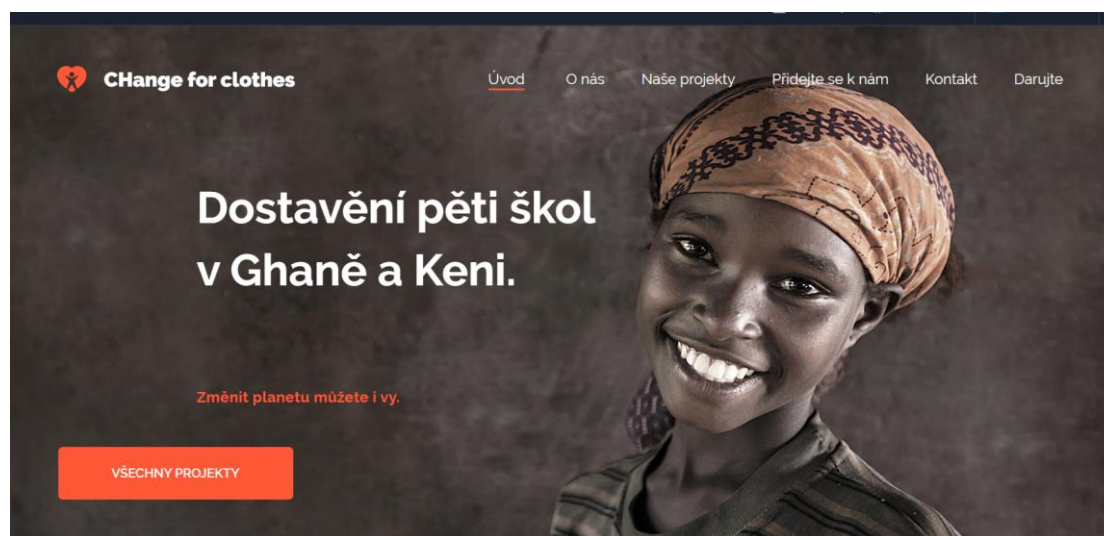 CHange for clothes
Úvod
O nás
Naše projekty
Přidejte se k nám
Kontakt
Darujte
Dostavění pěti škol
v Ghaně a Keni.
Změnit planetu můžete i vy.
VŠECHNY PROJEKTY